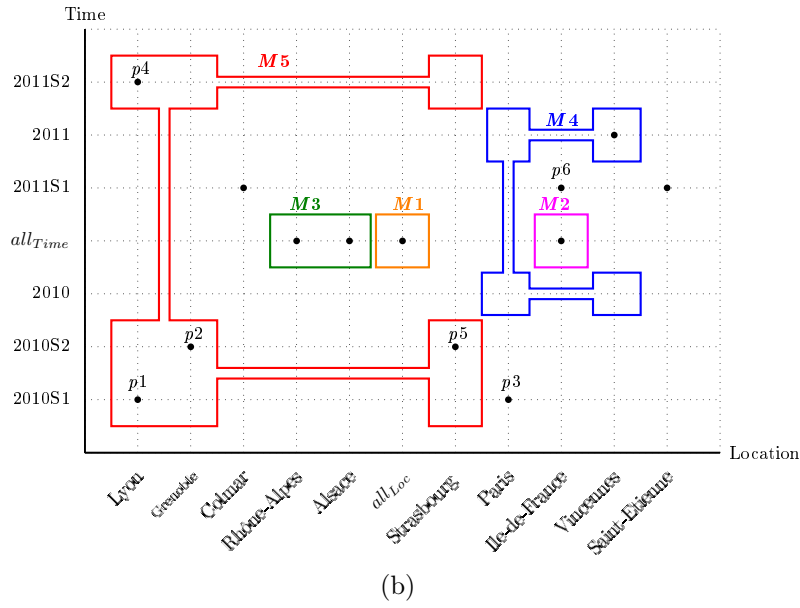 Time
2011S2
2011
2011S1
all_Time
2010
2010S2
2010S1
p4
M5
M4
p6
M3
M1
M2
p2
p5
p1
p3
Location
Lyon
Grenoble
Colmar
Rhône-Alpes
Alsace
all_Loc
Strasbourg
Paris
Ile-de-France
Vincennes
Saint-Etienne
(b)